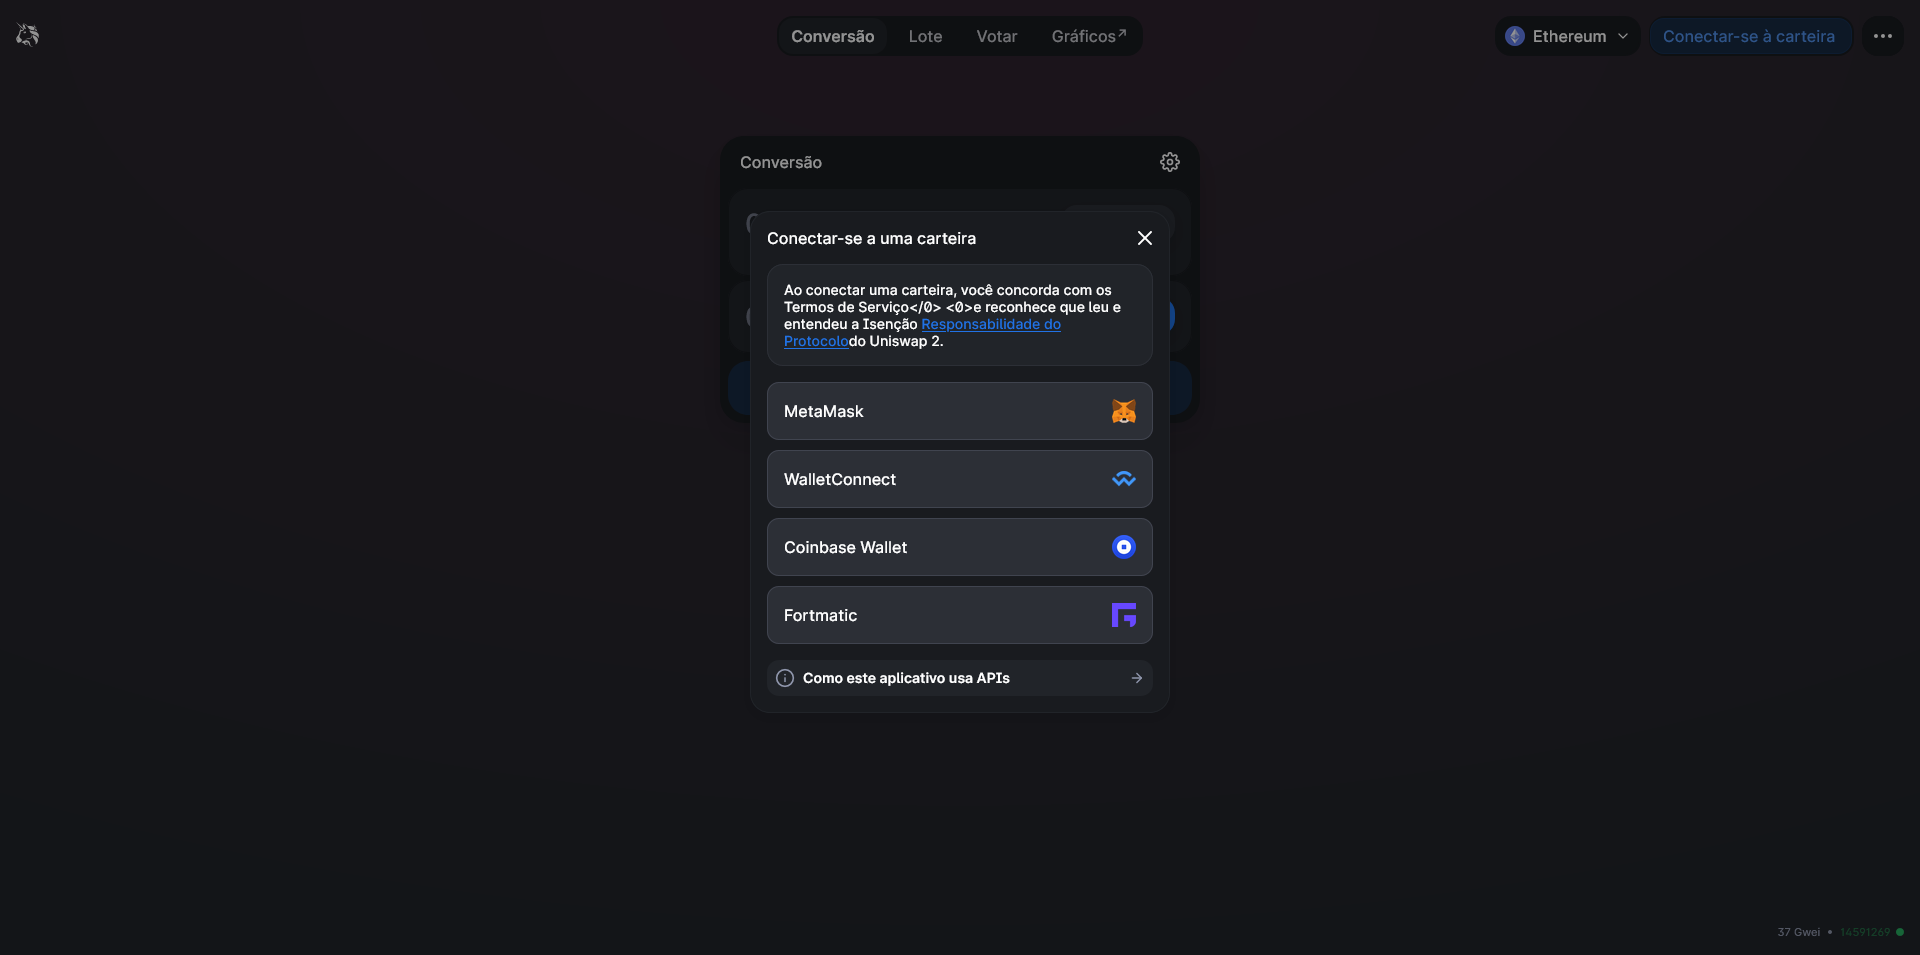 Conversão
Lote
Votar
Gráficos↗
Ethereum
Conectar-se à carteira
Conversão
Conectar-se a uma carteira
Ao conectar uma carteira, você concorda com os
Termos de Serviço</0> <0>e reconhece que leu e
entendeu a Isenção Responsabilidade do
Protocolodo Uniswap 2.
MetaMask
WalletConnect
Coinbase Wallet
Fortmatic
Como este aplicativo usa APIs
37 Gwei • 14591269